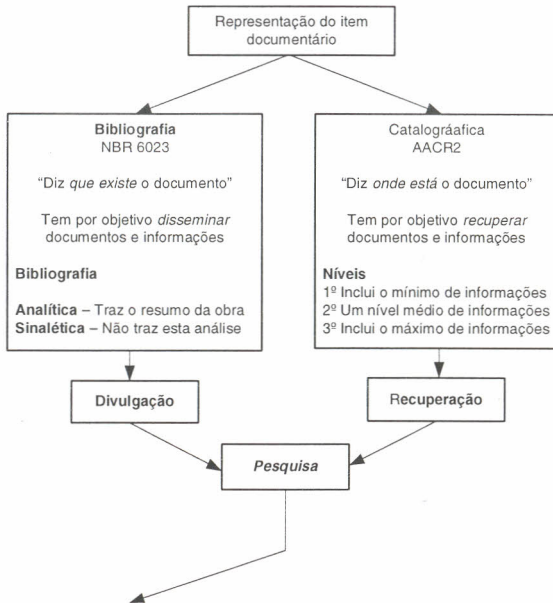 Representação do item
documentário
Bibliografia
NBR 6023
“Diz que existe o documento”
Tem por objetivo disseminar
documentos e informações
Bibliografia
Analítica – Traz o resumo da obra
Sinalética – Não traz esta análise
Catalográafica
AACR2
“Diz onde está o documento”
Tem por objetivo recuperar
documentos e informações
Níveis
1º Inclui o mínimo de informações
2º Um nível médio de informações
3º Inclui o máximo de informações
Divulgação
Recuperação
Pesquisa